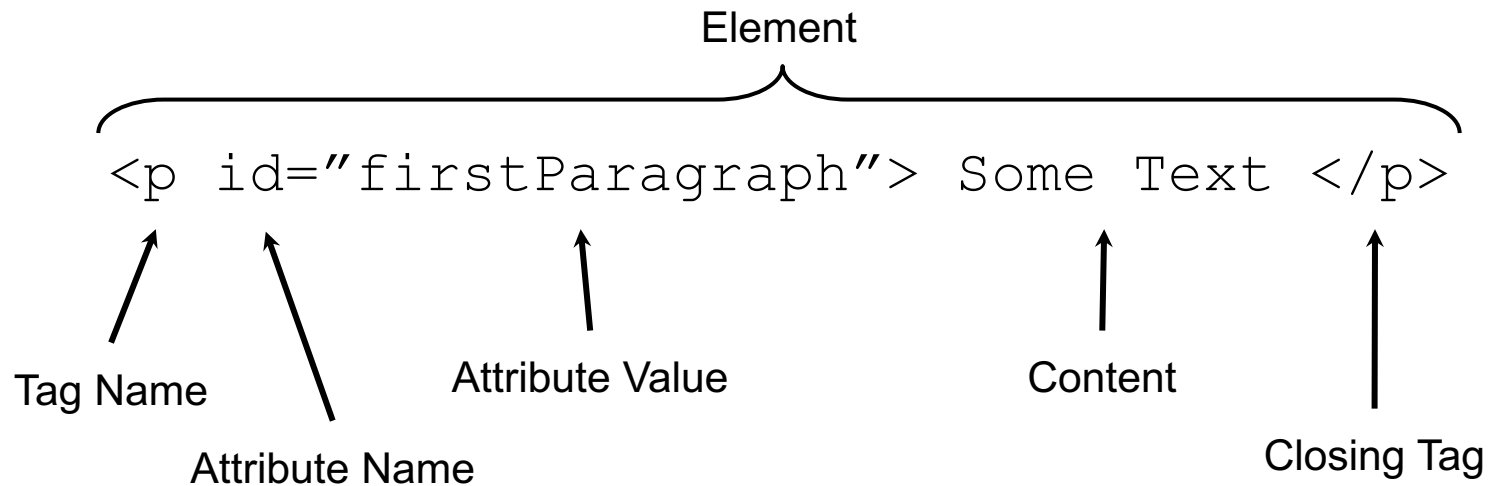 Element
<p id=”firstParagraph”> Some Text </p>
Tag Name
Attribute Value
Content
Attribute Name
Closing Tag